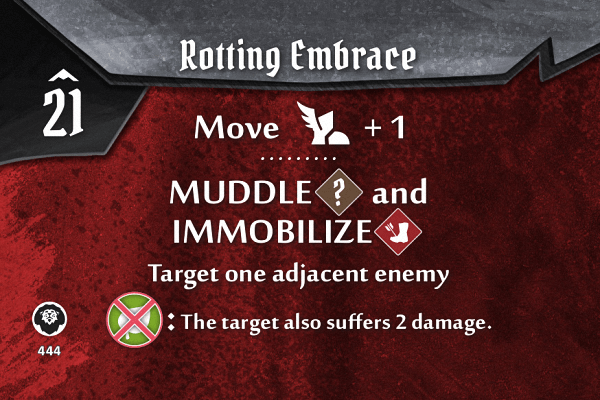 Rotting Embrace
21
Move + 1
MUDDLE ? and
IMMOBILIZE
Target one adjacent enemy
: The target also suffers 2 damage.
444